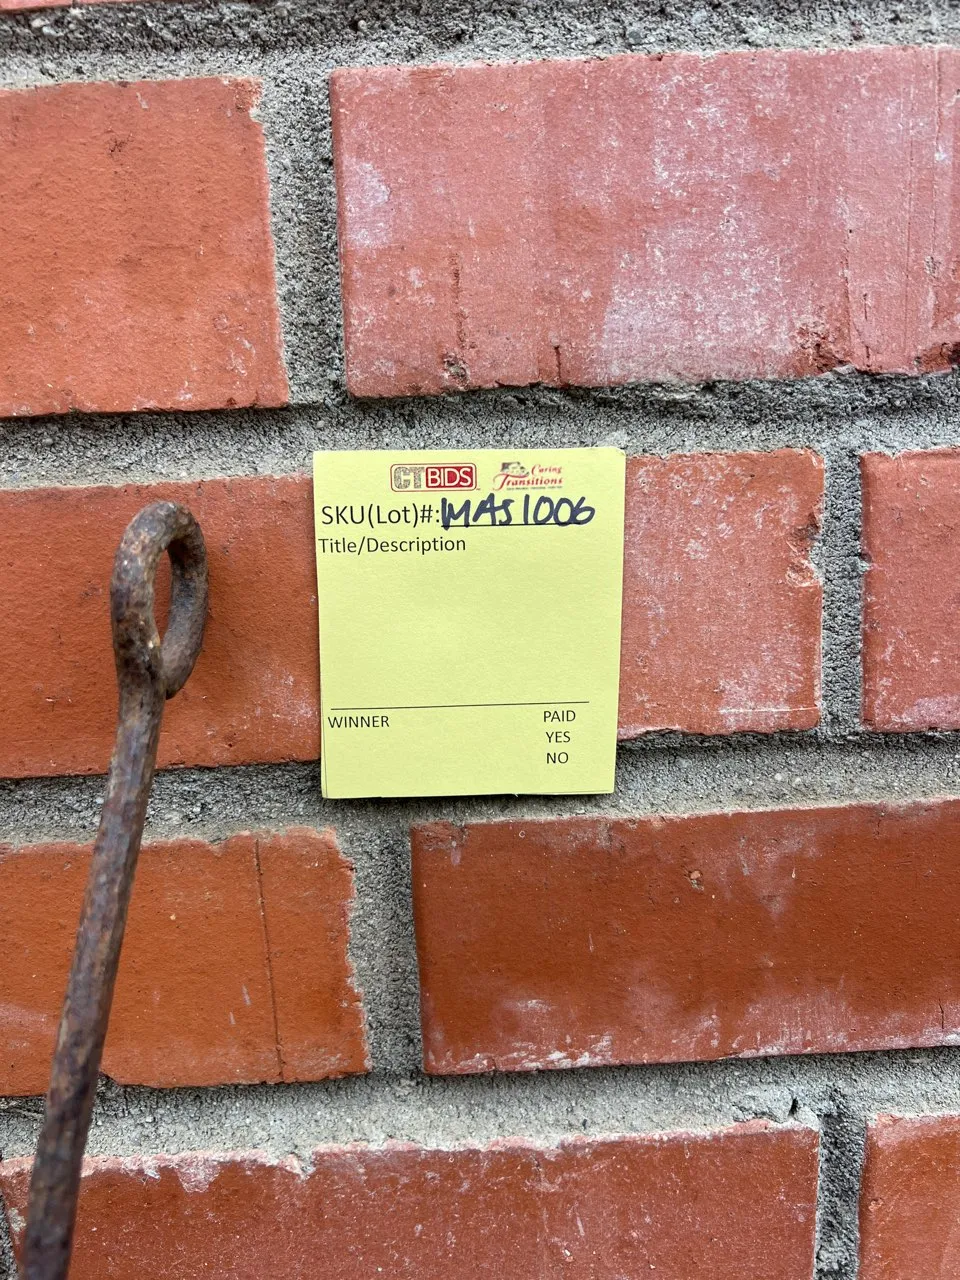 CTBIDS Caring Transitions
SKU(Lot)#: MAS1006
Title/Description
WINNER PAID
YES
NO